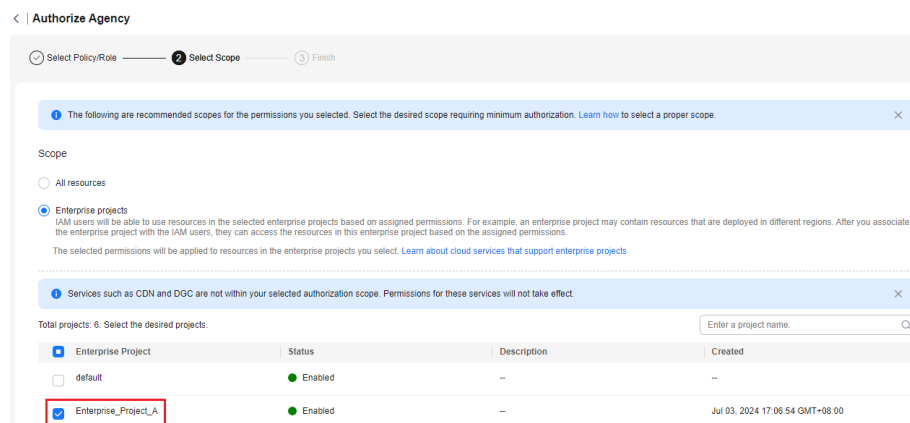 < | Authorize Agency
Select Policy/Role 2 Select Scope 3 Finish
The following are recommended scopes for the permissions you selected. Select the desired scope requiring minimum authorization. Learn how to select a proper scope.
Scope
All resources
Enterprise projects
IAM users will be able to use resources in the selected enterprise projects based on assigned permissions. For example, an enterprise project may contain resources that are deployed in different regions. After you associate
the enterprise project with the IAM users, they can access the resources in this enterprise project based on the assigned permissions.
The selected permissions will be applied to resources in the enterprise projects you select. Learn about cloud services that support enterprise projects
Services such as CDN and DGC are not within your selected authorization scope. Permissions for these services will not take effect.
Total projects: 6. Select the desired projects. Enter a project name.
Enterprise Project Status Description Created
default Enabled -- --
Enterprise_Project_A Enabled -- Jul 03, 2024 17:06:54 GMT+08:00